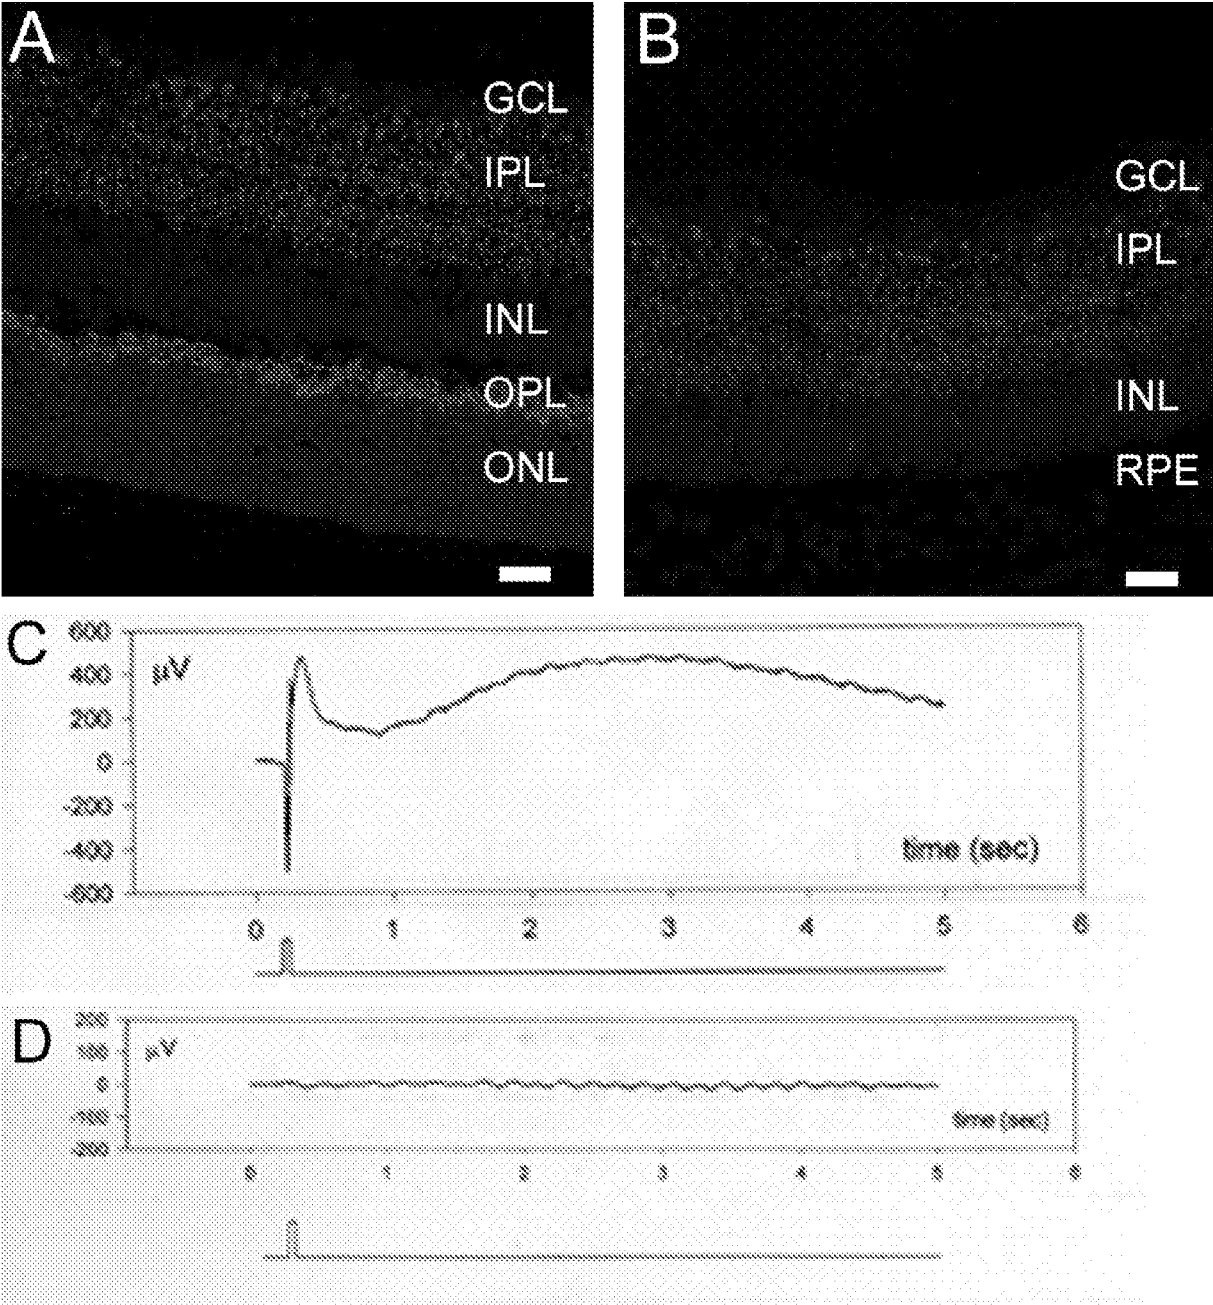 A
GCL
IPL
INL
OPL
ONL
B
GCL
IPL
INL
RPE
C
600
μV
400
200
0
-200
-400
time (sec)
-600
0 1 2 3 4 5 6
D
200
μV
100
0
-100
time (sec)
-200
0 1 2 3 4 5 6